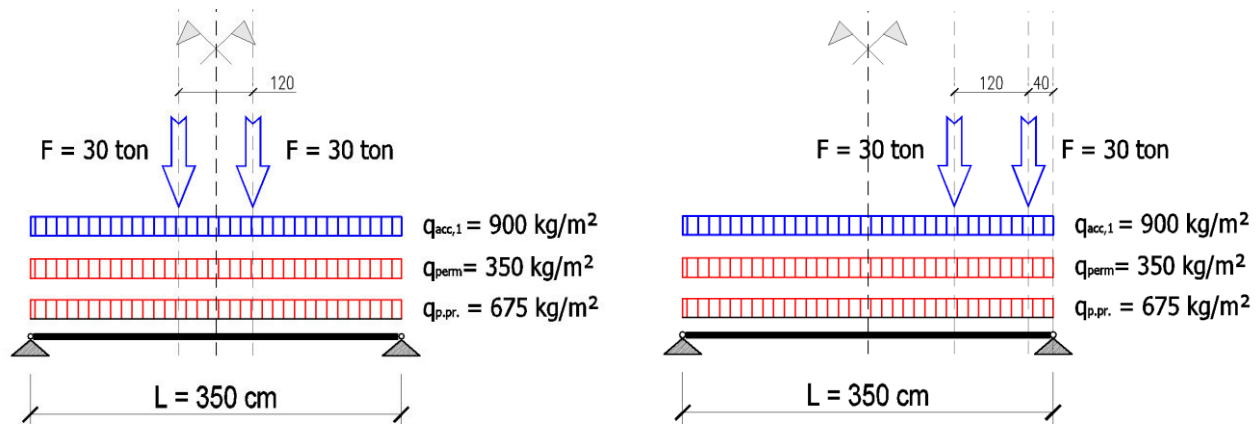 120
F = 30 ton F = 30 ton
qacc,1 = 900 kg/m²
qperm= 350 kg/m²
qp.pr. = 675 kg/m²
L = 350 cm
120 40
F = 30 ton F = 30 ton
qacc,1 = 900 kg/m²
qperm= 350 kg/m²
qp.pr. = 675 kg/m²
L = 350 cm